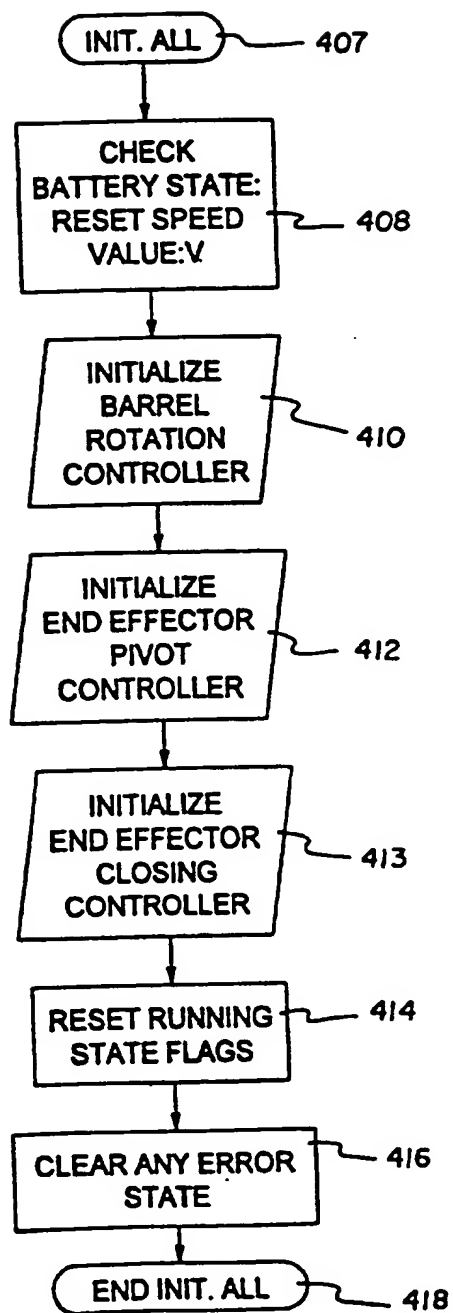 INIT. ALL
407
CHECK
BATTERY STATE:
RESET SPEED
VALUE:V.
408
INITIALIZE
BARREL
ROTATION
CONTROLLER
410
INITIALIZE
END EFFECTOR
PIVOT
CONTROLLER
412
INITIALIZE
END EFFECTOR
CLOSING
CONTROLLER
413
RESET RUNNING
STATE FLAGS
414
CLEAR ANY ERROR
STATE
416
END INIT. ALL
418